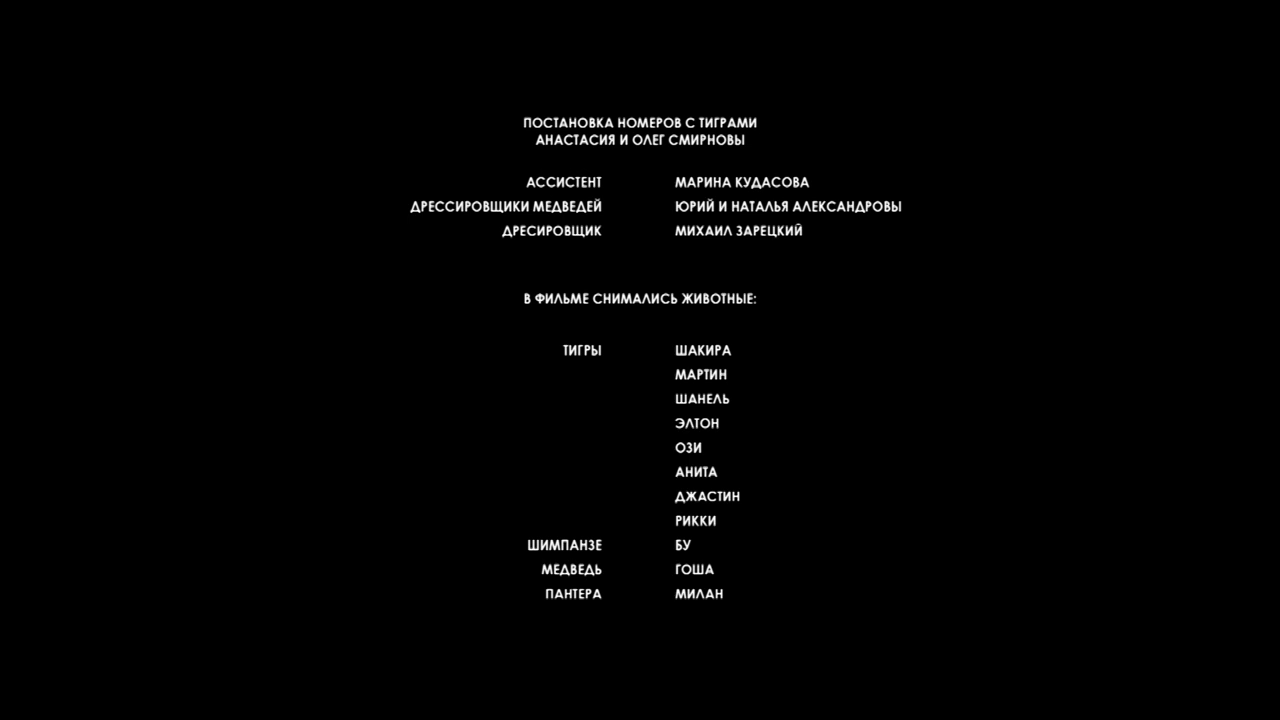 ПОСТАНОВКА НОМЕРОВ С ТИГРАМИ
АНАСТАСИЯ И ОЛЕГ СМИРНОВЫ
АССИСТЕНТ МАРИНА КУДАСОВА
ДРЕССИРОВЩИКИ МЕДВЕДЕЙ ЮРИЙ И НАТАЛЬЯ АЛЕКСАНДРОВЫ
ДРЕСИРОВЩИК МИХАИЛ ЗАРЕЦКИЙ
В ФИЛЬМЕ СНИМАЛИСЬ ЖИВОТНЫЕ:
ТИГРЫ ШАКИРА
МАРТИН
ШАНЕЛЬ
ЭЛТОН
ОЗИ
АНИТА
ДЖАСТИН
РИККИ
ШИМПАНЗЕ БУ
МЕДВЕДЬ ГОША
ПАНТЕРА МИЛАН